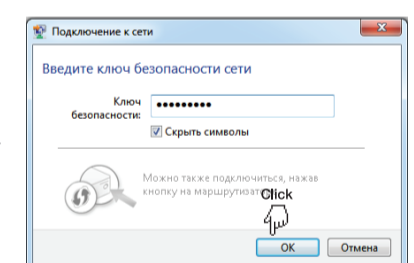 Подключение к сети
Введите ключ безопасности сети
Ключ безопасности:
•••••••••
Скрыть символы
Можно также подключиться, нажав
кнопку на маршрутизат
Click
OK
Отмена